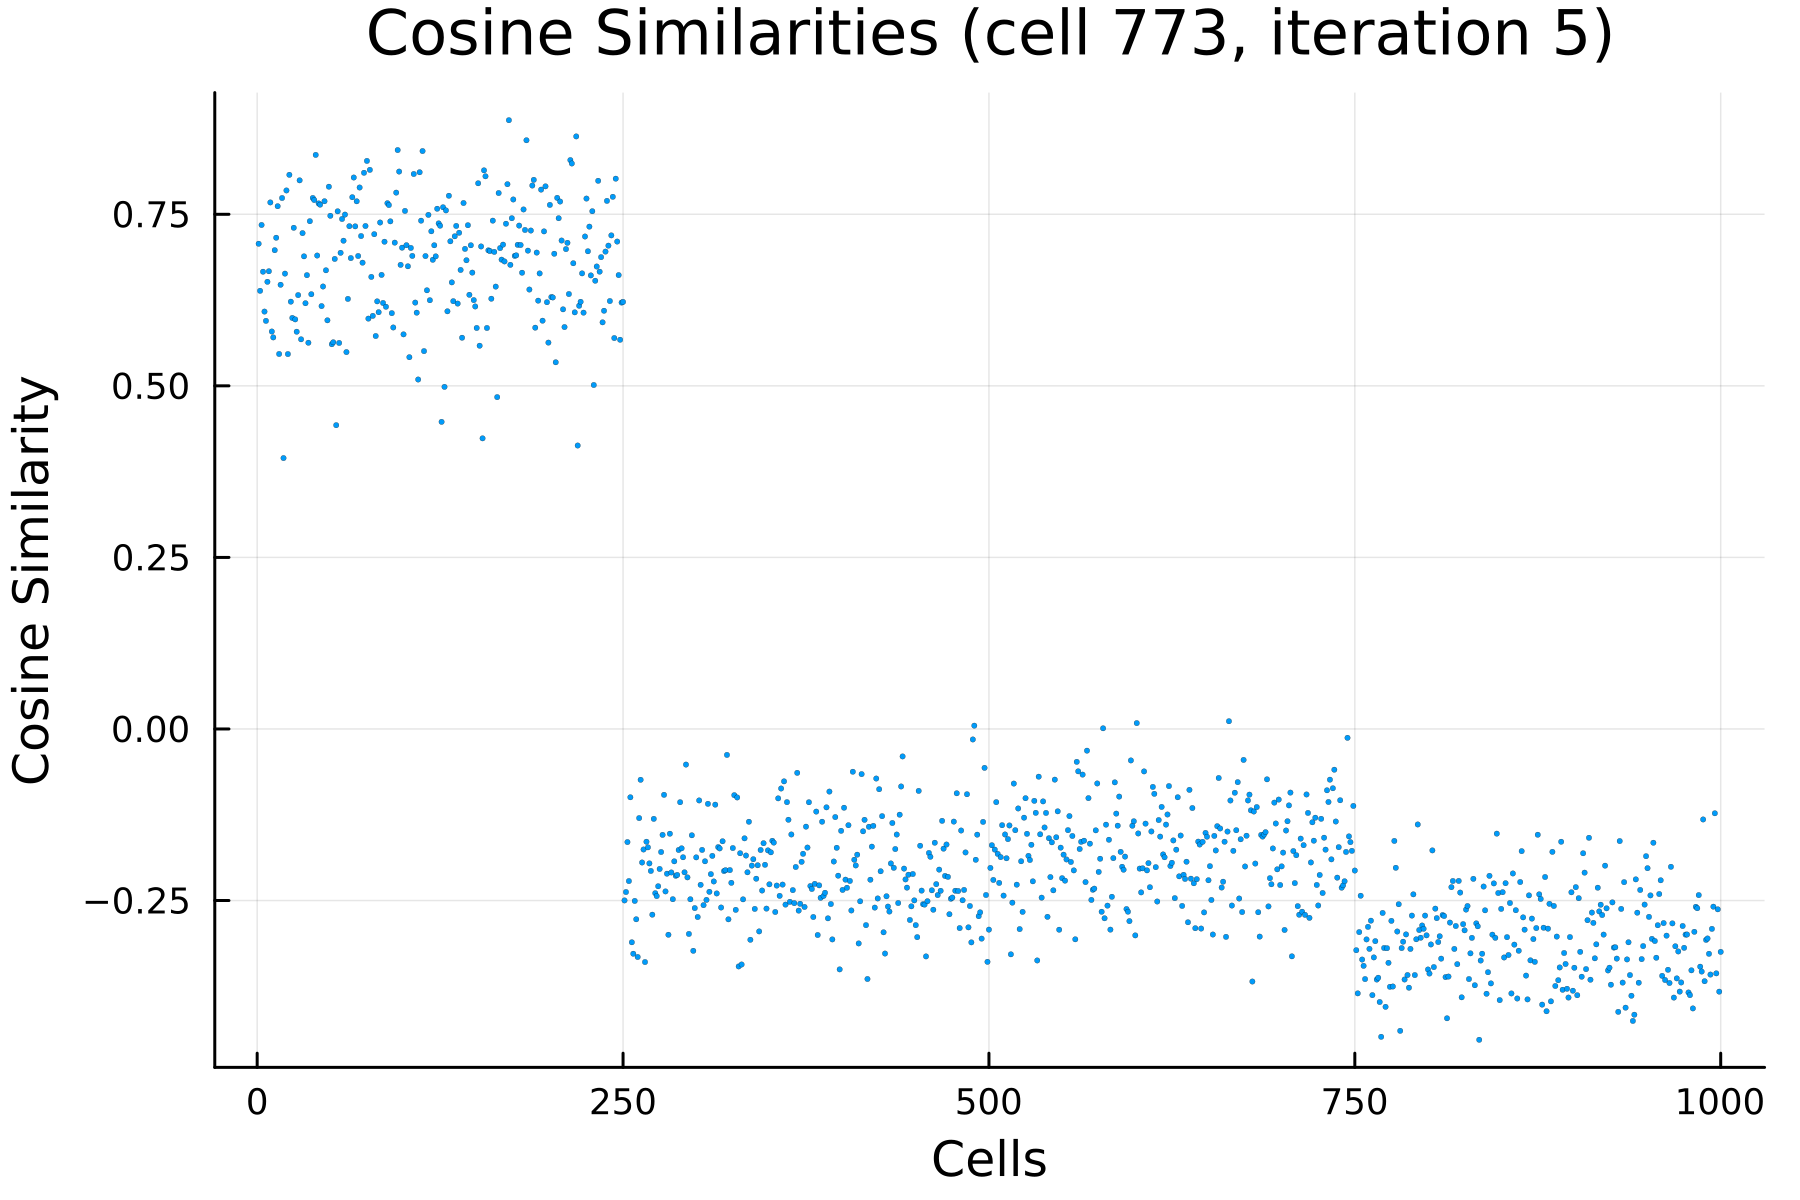 Cosine Similarities (cell 773, iteration 5)
Cosine Similarity
0.75
0.50
0.25
0.00
−0.25
0 250 500 750 1000
Cells